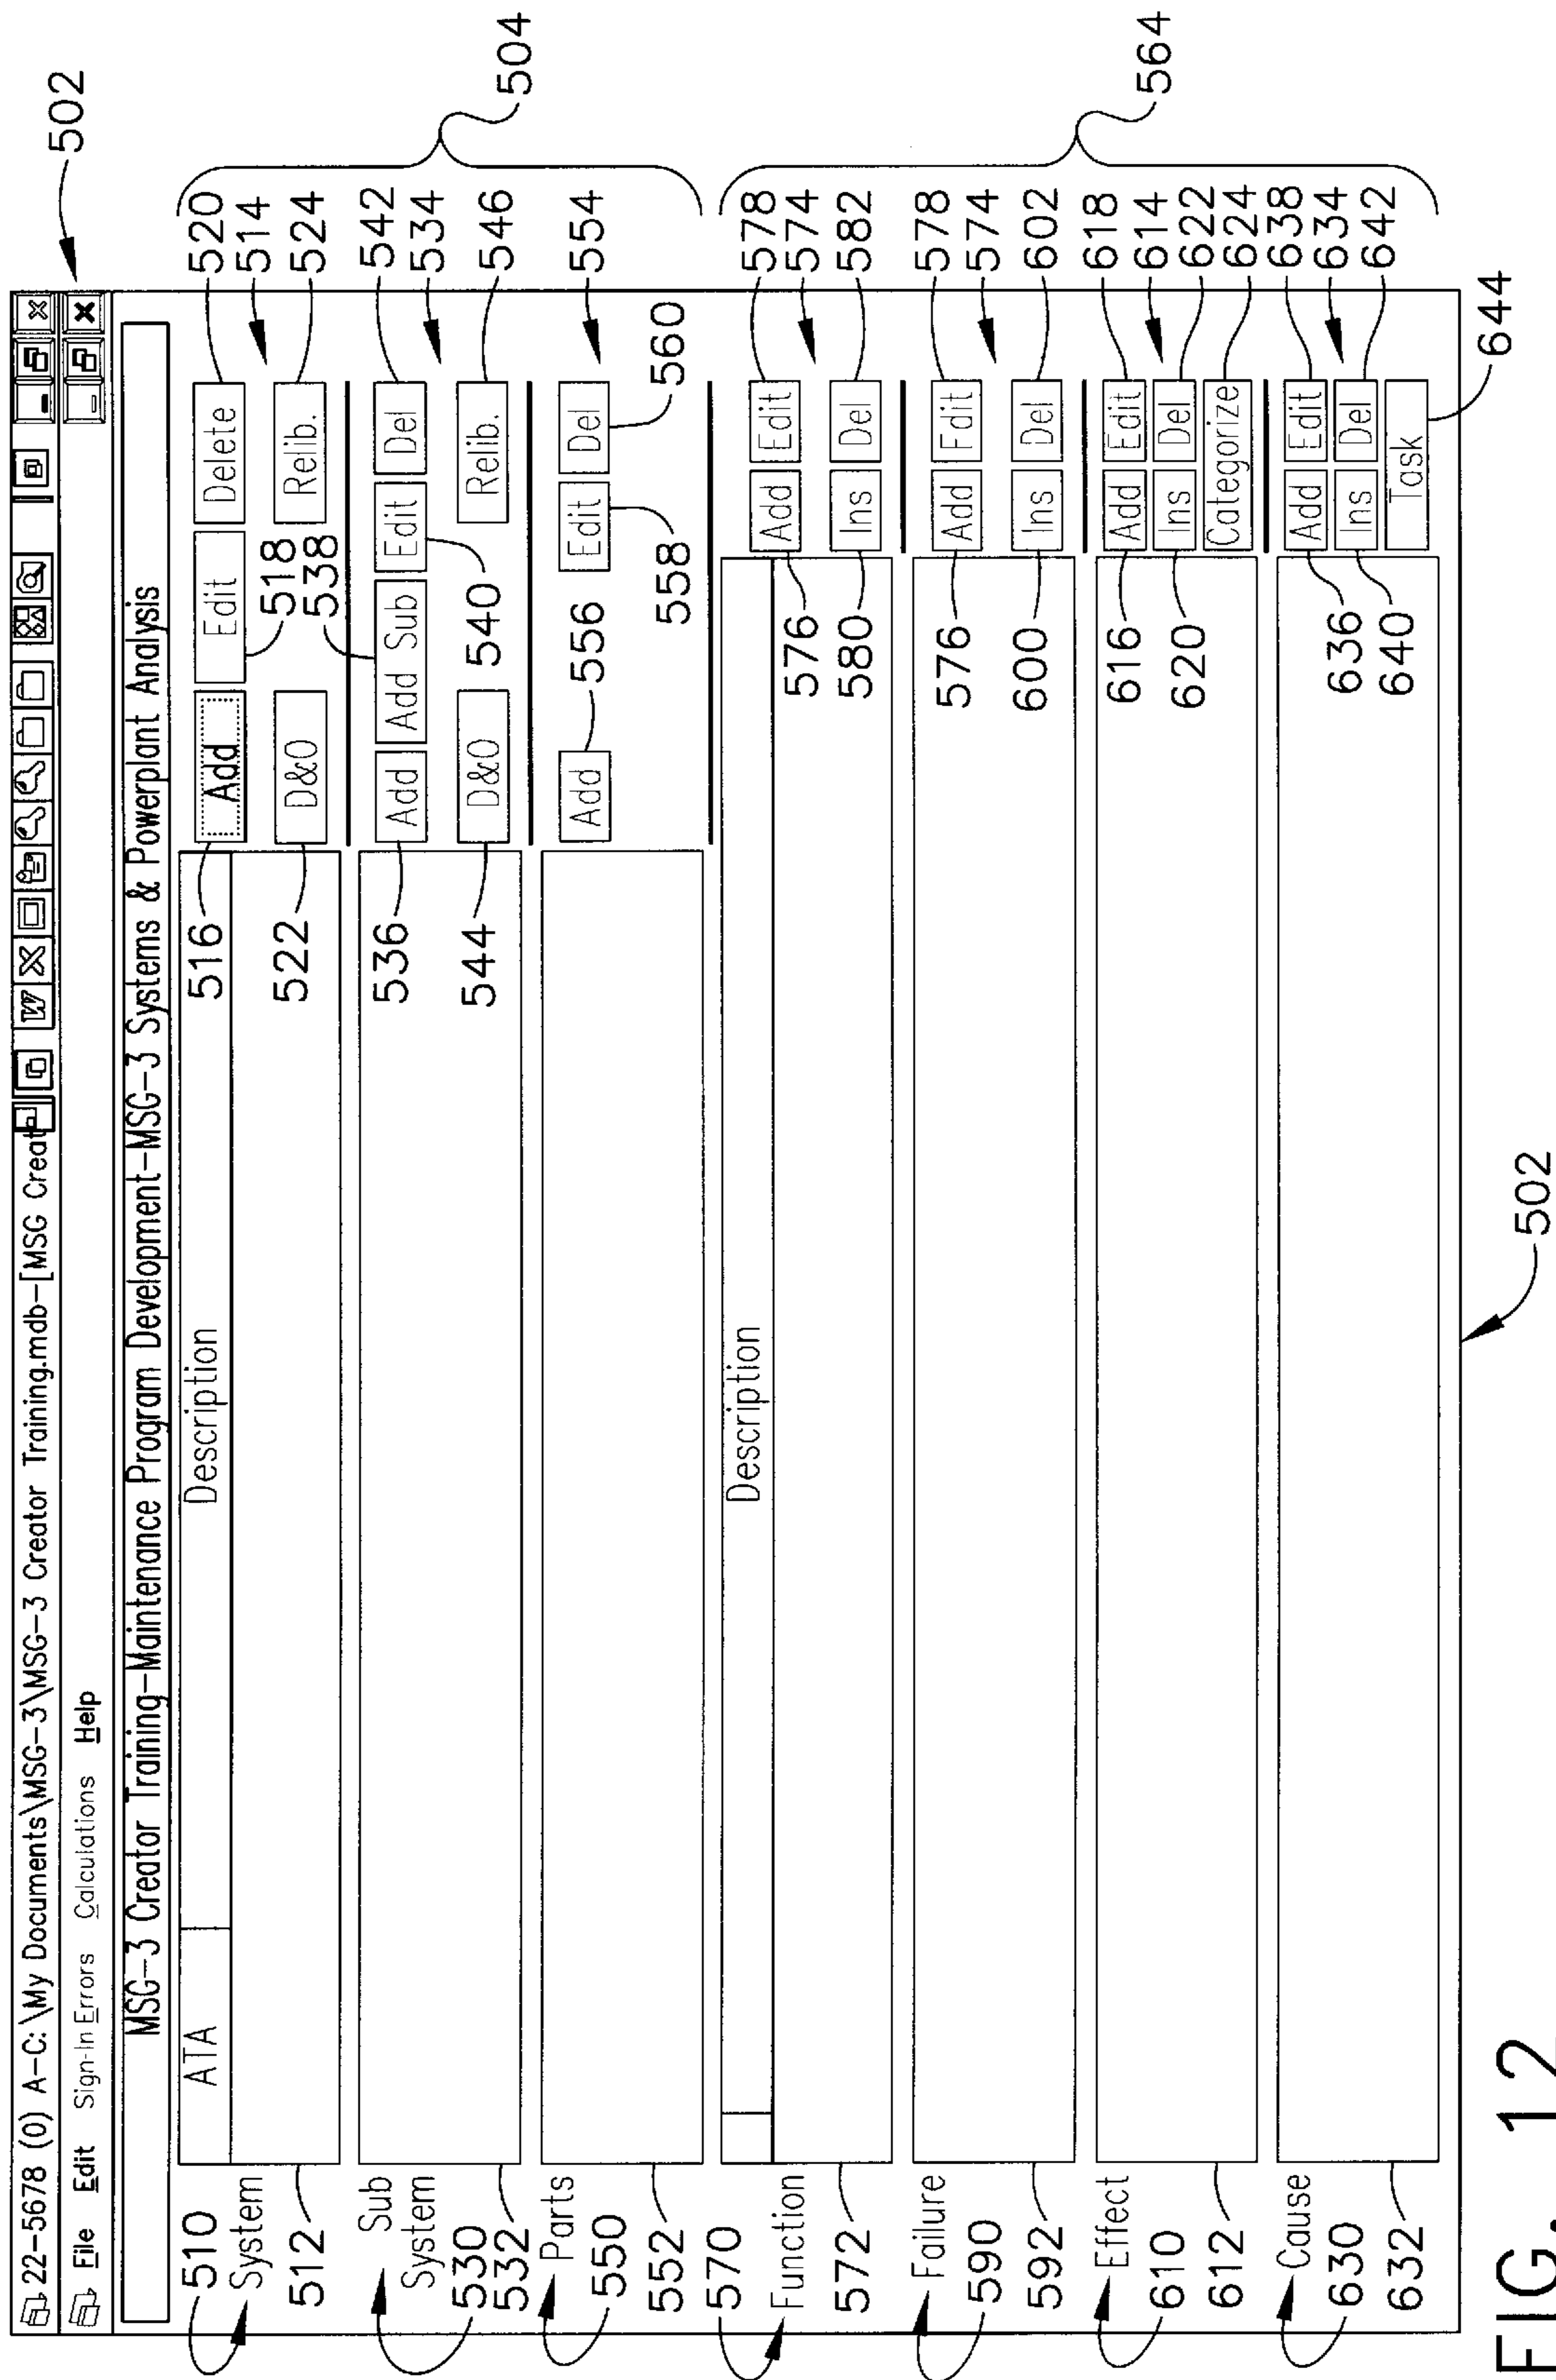 22-5678 (0) A-C:\My Documents\MSG-3\MSG-3 Creator Training.mdb-[MSG Creat
W
File Edit Sign-In Errors Calculations Help
502
MSG-3 Creator Training-Maintenance Program Development-MSG-3 Systems & Powerplant Analysis
510
System
512
ATA
Description
516
Add
Edit
Delete
520
514
518
522
D&O
Relib.
524
504
Sub
System
530
532
538
536
Add
Add Sub
Edit
Del
542
534
540
544
D&O
Relib.
546
Parts
550
552
Add
556
Edit
Del
554
558
560
570
Function
572
Description
Add
Edit
578
576
574
580
Ins
Del
582
564
Failure
590
592
Add
Edit
578
576
574
600
Ins
Del
602
Effect
610
612
616
Add
Edit
618
614
620
Ins
Del
622
Categorize
624
Cause
630
632
636
Add
Edit
638
634
640
Ins
Del
642
Task
644
502
FIG. 12